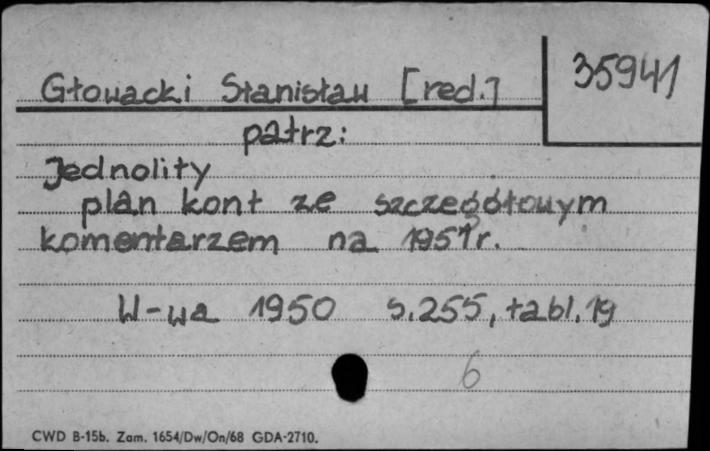 Głowacki Stanisław [red.]
35941
patrz:
Jednolity
plan kont ze szczegółowym
komentarzem na 1951r.
W-wa 1950 s.255, tabl. 19
6
CWD B-15b. Zam. 1654/Dw/On/68 GDA-2710.